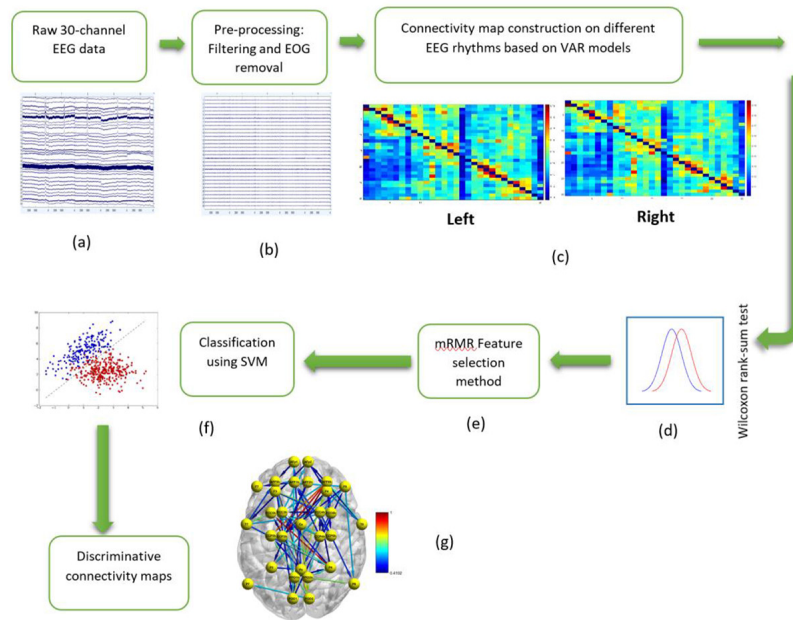 Raw 30-channel
EEG data
Pre-processing:
Filtering and EOG
removal
Connectivity map construction on different
EEG rhythms based on VAR models
Left
Right
(a)
(b)
(c)
Wilcoxon rank-sum test
(d)
mRMR Feature
selection
method
(e)
Classification
using SVM
(f)
Discriminative
connectivity maps
(g)